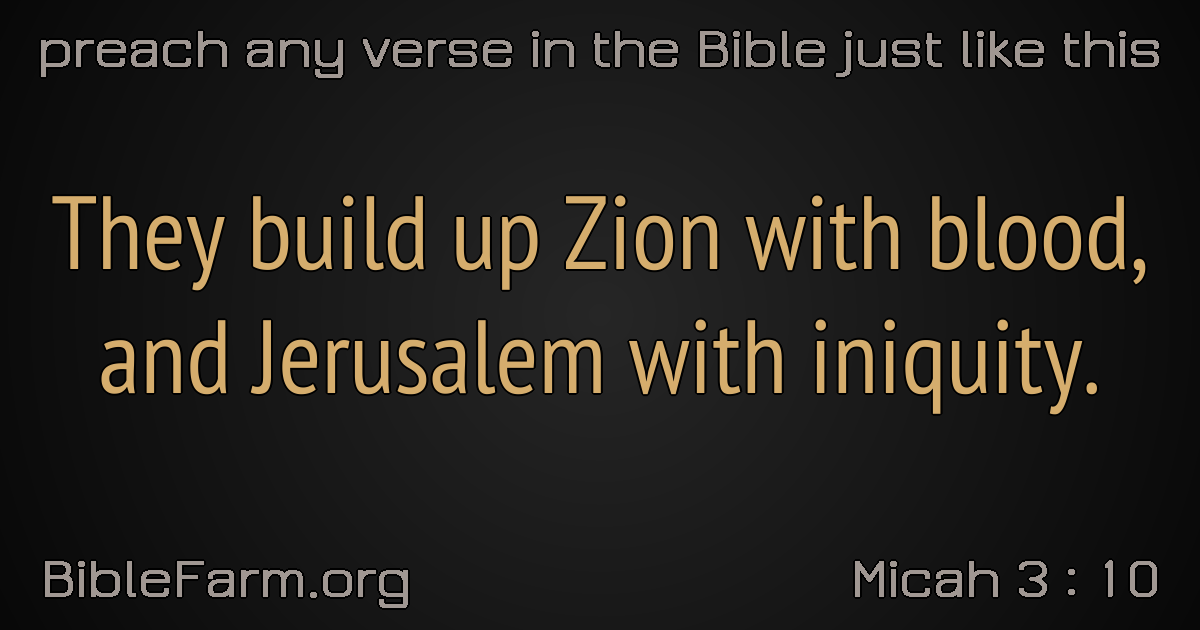 preach any verse in the Bible just like this
They build up Zion with blood,
and Jerusalem with iniquity.
BibleFarm.org
Micah 3 : 10